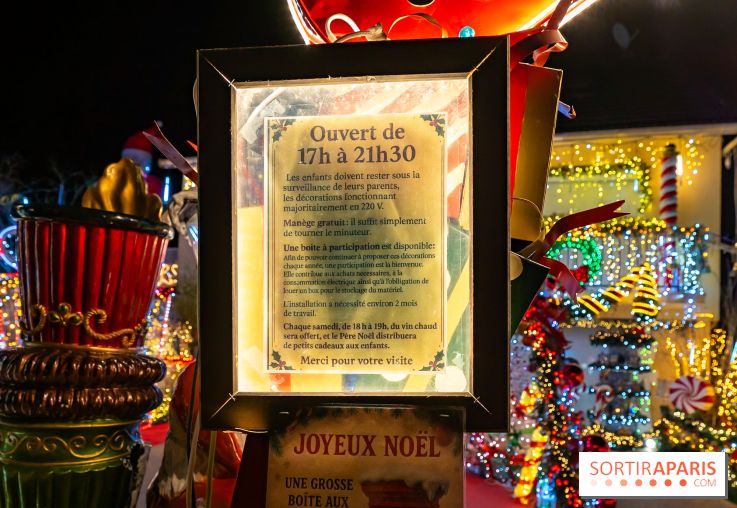 Ouvert de
17h à 21h30
Les enfants doivent rester sous la
surveillance de leurs parents,
les décorations fonctionnant
majoritairement en 220 V.
Manège gratuit: il suffit simplement
de tourner le minuteur.
Une boîte à participation est disponible:
Afin de pouvoir continuer à proposer ces décorations
chaque année, une participation est la bienvenue.
Elle contribue aux achats nécessaires, à la
consommation électrique ainsi qu'à l'obligation de
louer un box pour le stockage du matériel.
L'installation a nécessité environ 2 mois
de travail.
Chaque samedi, de 18h à 19h, du vin chaud
sera offert, et le Père Noël distribuera
de petits cadeaux aux enfants.
Merci pour votre visite
JOYEUX NOËL
UNE GROSSE
BOÎTE AUX
SORTIRAPARIS
.COM